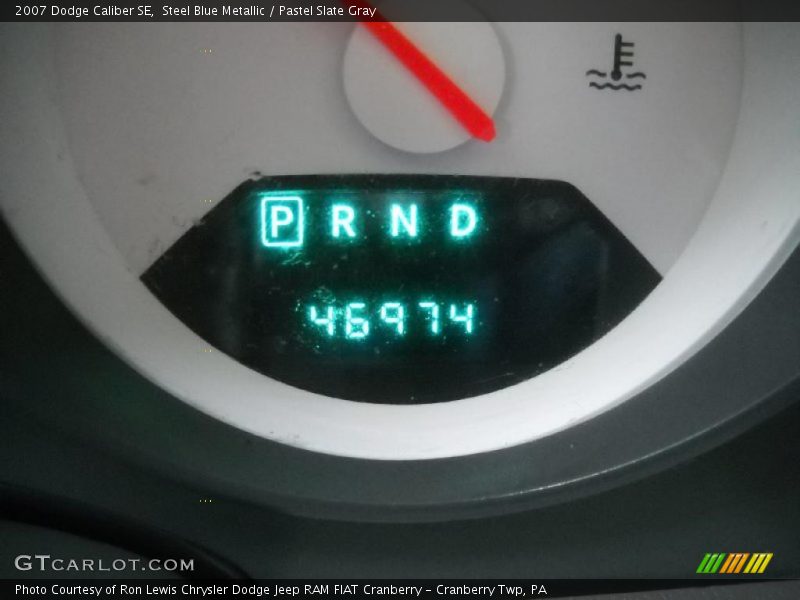 2007 Dodge Caliber SE,  Steel Blue Metallic / Pastel Slate Gray
P R N D
46974
GTCARLOT.COM
Photo Courtesy of Ron Lewis Chrysler Dodge Jeep RAM FIAT Cranberry - Cranberry Twp, PA